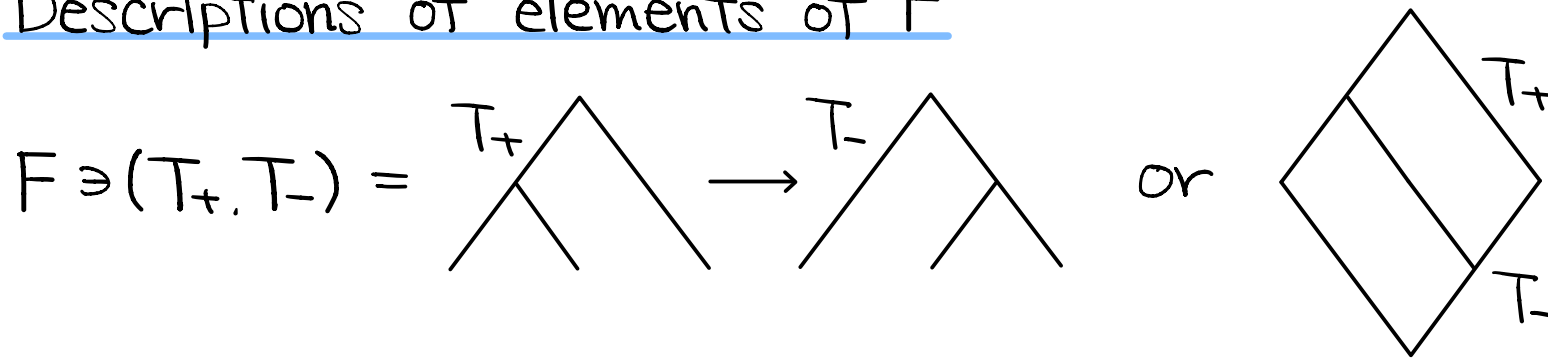 Descriptions of elements of F
F ∋ (T₊, T₋) = T₊ → T₋ or T₊
T₋